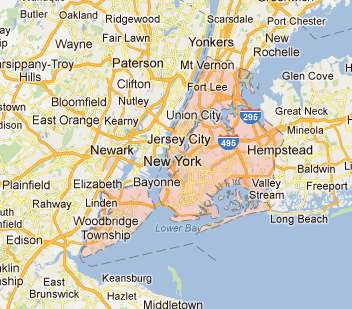 Greenwich
Butler
Oakland
Ridgewood
Scarsdale
Port Chester
Wayne
Fair Lawn
Yonkers
New
Rochelle
Parsippany-Troy
Hills
Paterson
Mt Vernon
Glen Cove
Clifton
Fort Lee
Bloomfield
Nutley
Union City
295
Great Neck
East Orange
Kearny
Mineola
Jersey City
495
Newark
New York
Hempstead
Baldwin
Plainfield
Elizabeth
Bayonne
Valley
Stream
Freeport
Rahway
Linden
Long Beach
Woodbridge
Township
Lower Bay
Edison
Franklin
Township
East
Brunswick
Keansburg
Hazlet
Middletown